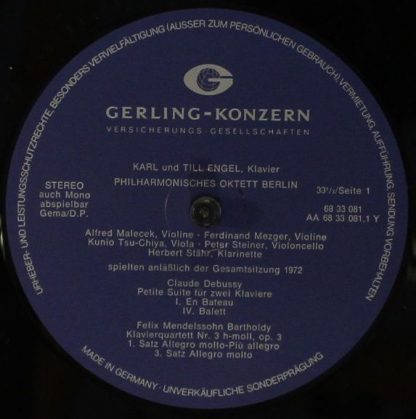 URHEBER- UND LEISTUNGSSCHUTZRECHTE, BESONDERS VERVIELFÄLTIGUNG (AUSSER ZUM PERSÖNLICHEN GEBRAUCH), VERMIETUNG, AUFFÜHRUNG, SENDUNG VORBEHALTEN
GERLING-KONZERN
VERSICHERUNGS-GESELLSCHAFTEN
KARL und TILL ENGEL, Klavier
PHILHARMONISCHES OKTETT BERLIN
STEREO
auch Mono
abspielbar
Gema/D.P.
33¹/₃/Seite 1
68 33 081
AA 68 33 081.1 Y
Alfred Malecek, Violine - Ferdinand Mezger, Violine
Kunio Tsu-Chiya, Viola - Peter Steiner, Violoncello
Herbert Stähr, Klarinette
spielten anläßlich der Gesamtsitzung 1972
Claude Debussy
Petite Suite für zwei Klaviere
I. En Bateau
IV. Balett
Felix Mendelssohn Bartholdy
Klavierquartett Nr. 3 h-moll, op. 3
1. Satz Allegro molto-Più allegro
3. Satz Allegro molto
MADE IN GERMANY · UNVERKÄUFLICHE SONDERPRÄGUNG